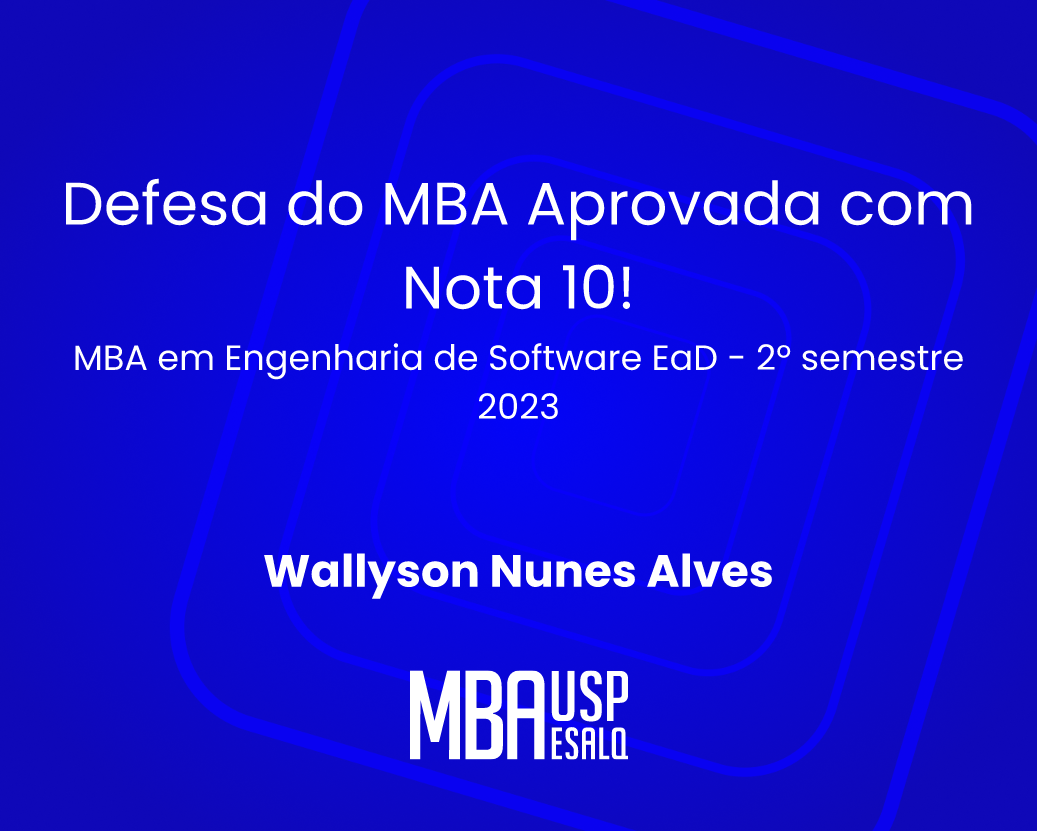 Defesa do MBA Aprovada com
Nota 10!
MBA em Engenharia de Software EaD - 2º semestre
2023
Wallyson Nunes Alves
MBA USP
ESALQ